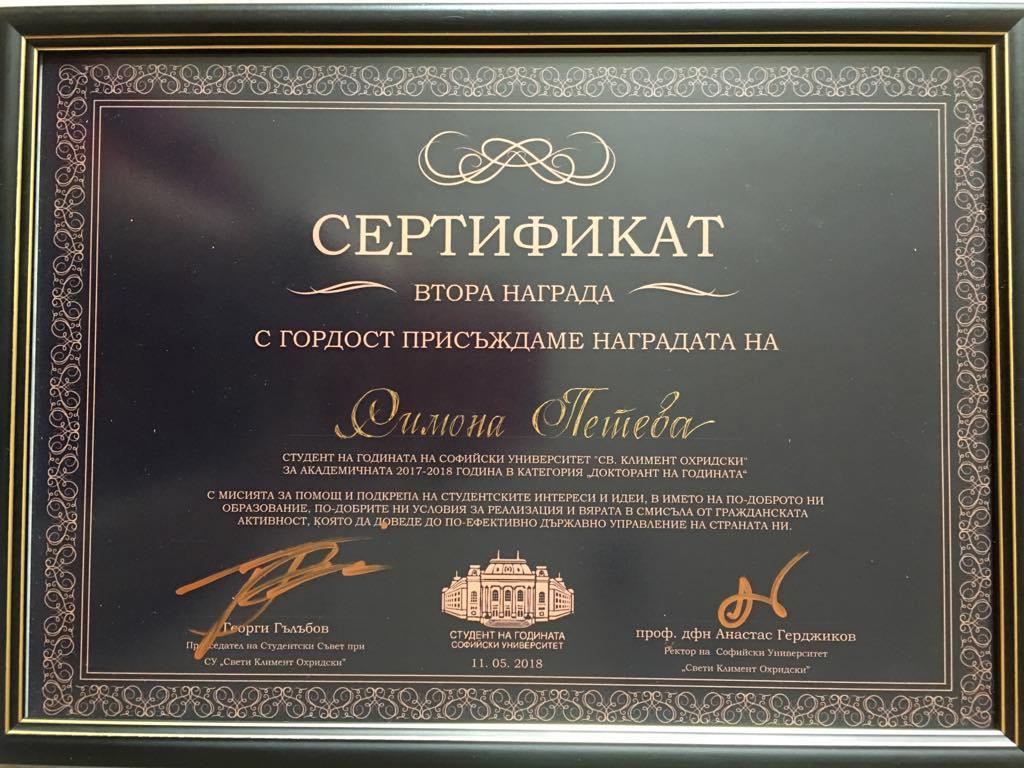 СЕРТИФИКАТ
ВТОРА НАГРАДА
С ГОРДОСТ ПРИСЪЖДАМЕ НАГРАДАТА НА
Симона Петева
СТУДЕНТ НА ГОДИНАТА НА СОФИЙСКИ УНИВЕРСИТЕТ "СВ. КЛИМЕНТ ОХРИДСКИ"
ЗА АКАДЕМИЧНАТА 2017-2018 ГОДИНА В КАТЕГОРИЯ „ДОКТОРАНТ НА ГОДИНАТА“
С МИСИЯТА ЗА ПОМОЩ И ПОДКРЕПА НА СТУДЕНТСКИТЕ ИНТЕРЕСИ И ИДЕИ, В ИМЕТО НА ПО-ДОБРОТО НИ
ОБРАЗОВАНИЕ, ПО-ДОБРИТЕ НИ УСЛОВИЯ ЗА РЕАЛИЗАЦИЯ И ВЯРАТА В СМИСЪЛА ОТ ГРАЖДАНСКАТА
АКТИВНОСТ, КОЯТО ДА ДОВЕДЕ ДО ПО-ЕФЕКТИВНО ДЪРЖАВНО УПРАВЛЕНИЕ НА СТРАНАТА НИ.
Георги Гълъбов
Председател на Студентски Съвет при
СУ „Свети Климент Охридски“
СТУДЕНТ НА ГОДИНАТА
СОФИЙСКИ УНИВЕРСИТЕТ
11. 05. 2018
проф. дфн Анастас Герджиков
Ректор на Софийски Университет
„Свети Климент Охридски“